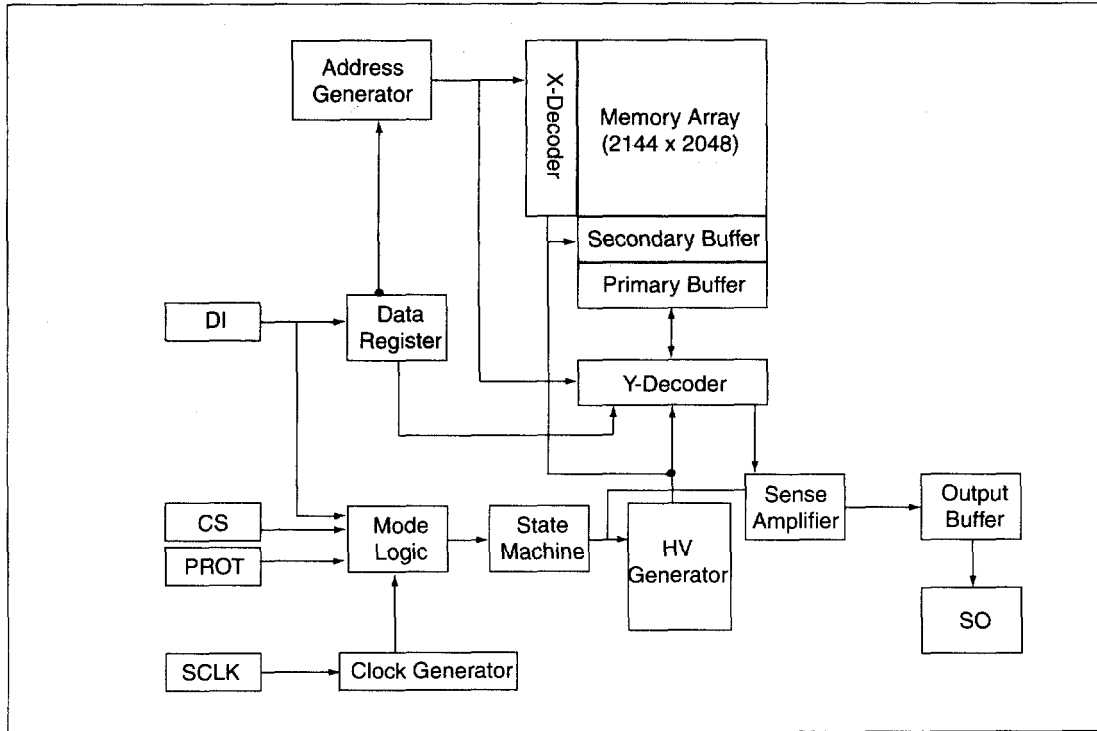 Address
Generator
X-Decoder
Memory Array
(2144 x 2048)
Secondary Buffer
Primary Buffer
DI
Data
Register
Y-Decoder
CS
PROT
Mode
Logic
State
Machine
HV
Generator
Sense
Amplifier
Output
Buffer
SO
SCLK
Clock Generator